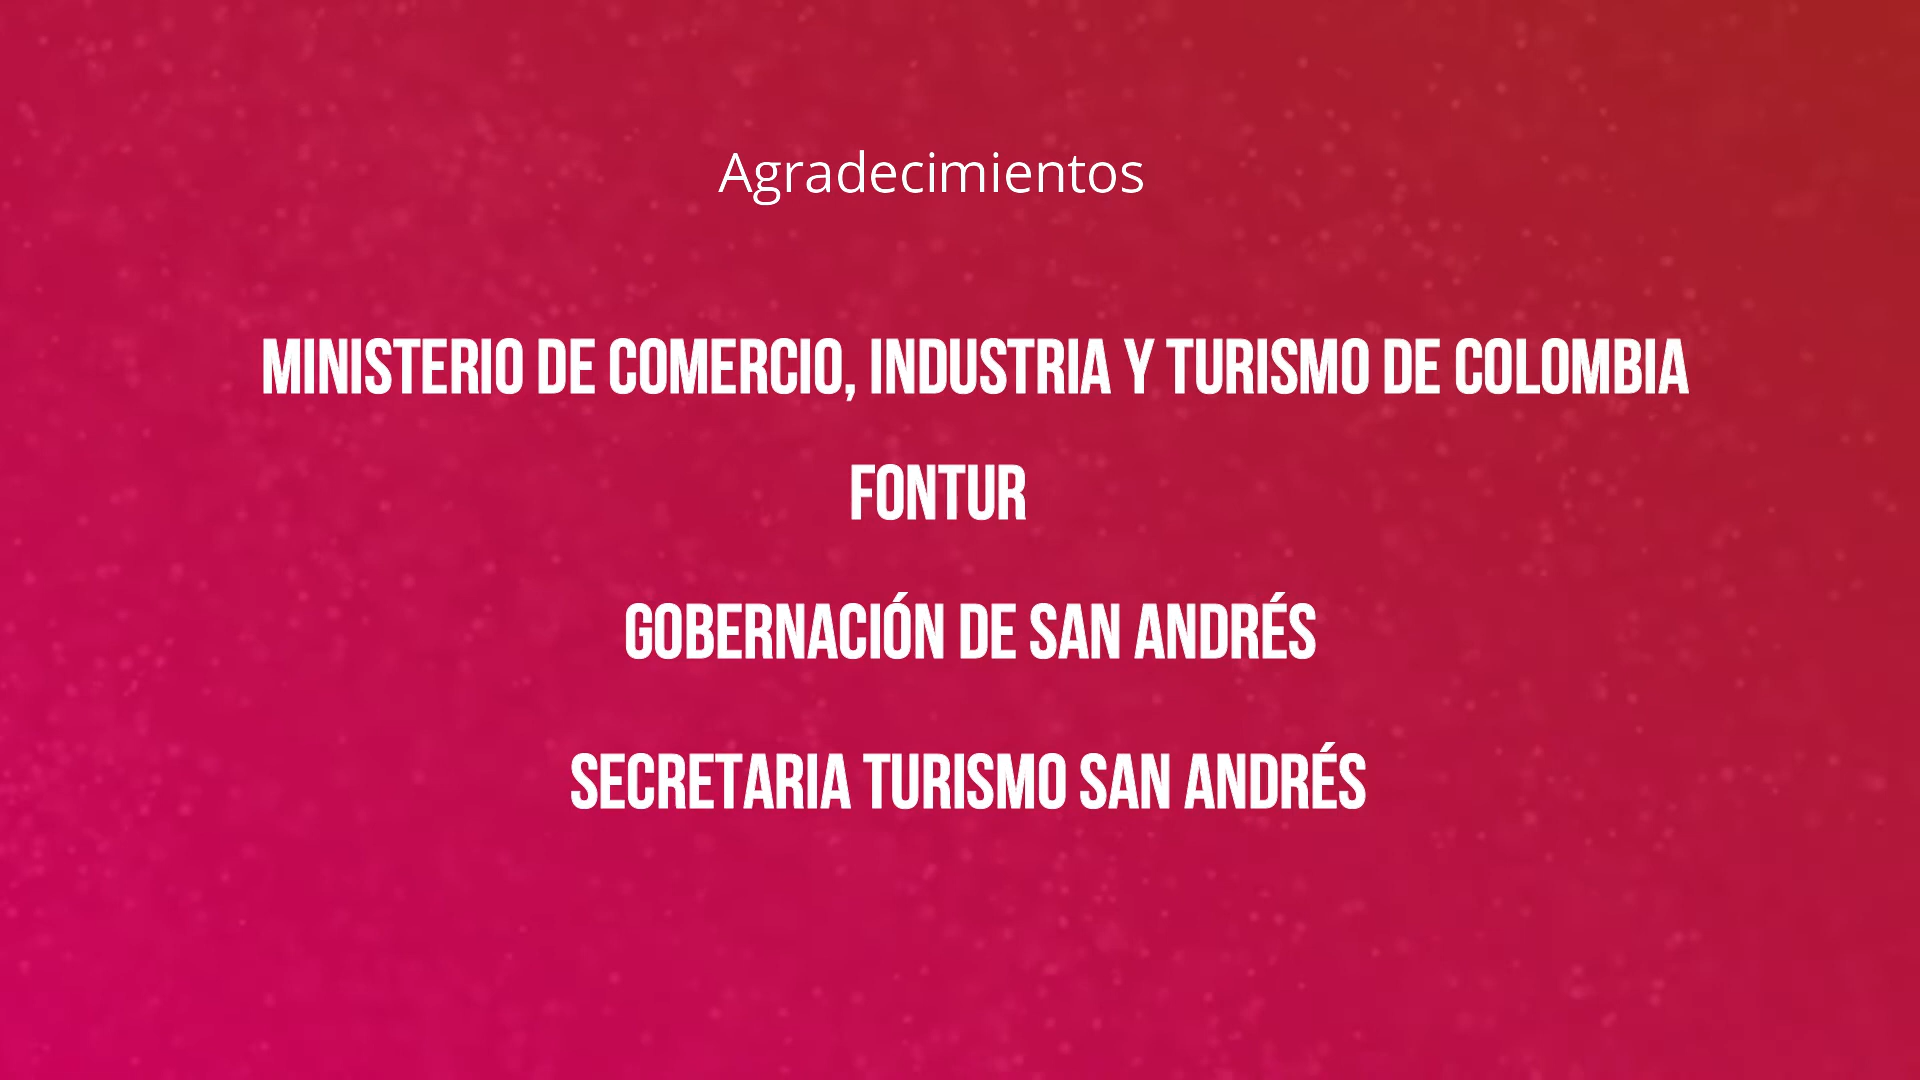 Agradecimientos
MINISTERIO DE COMERCIO, INDUSTRIA Y TURISMO DE COLOMBIA
FONTUR
GOBERNACIÓN DE SAN ANDRÉS
SECRETARIA TURISMO SAN ANDRÉS